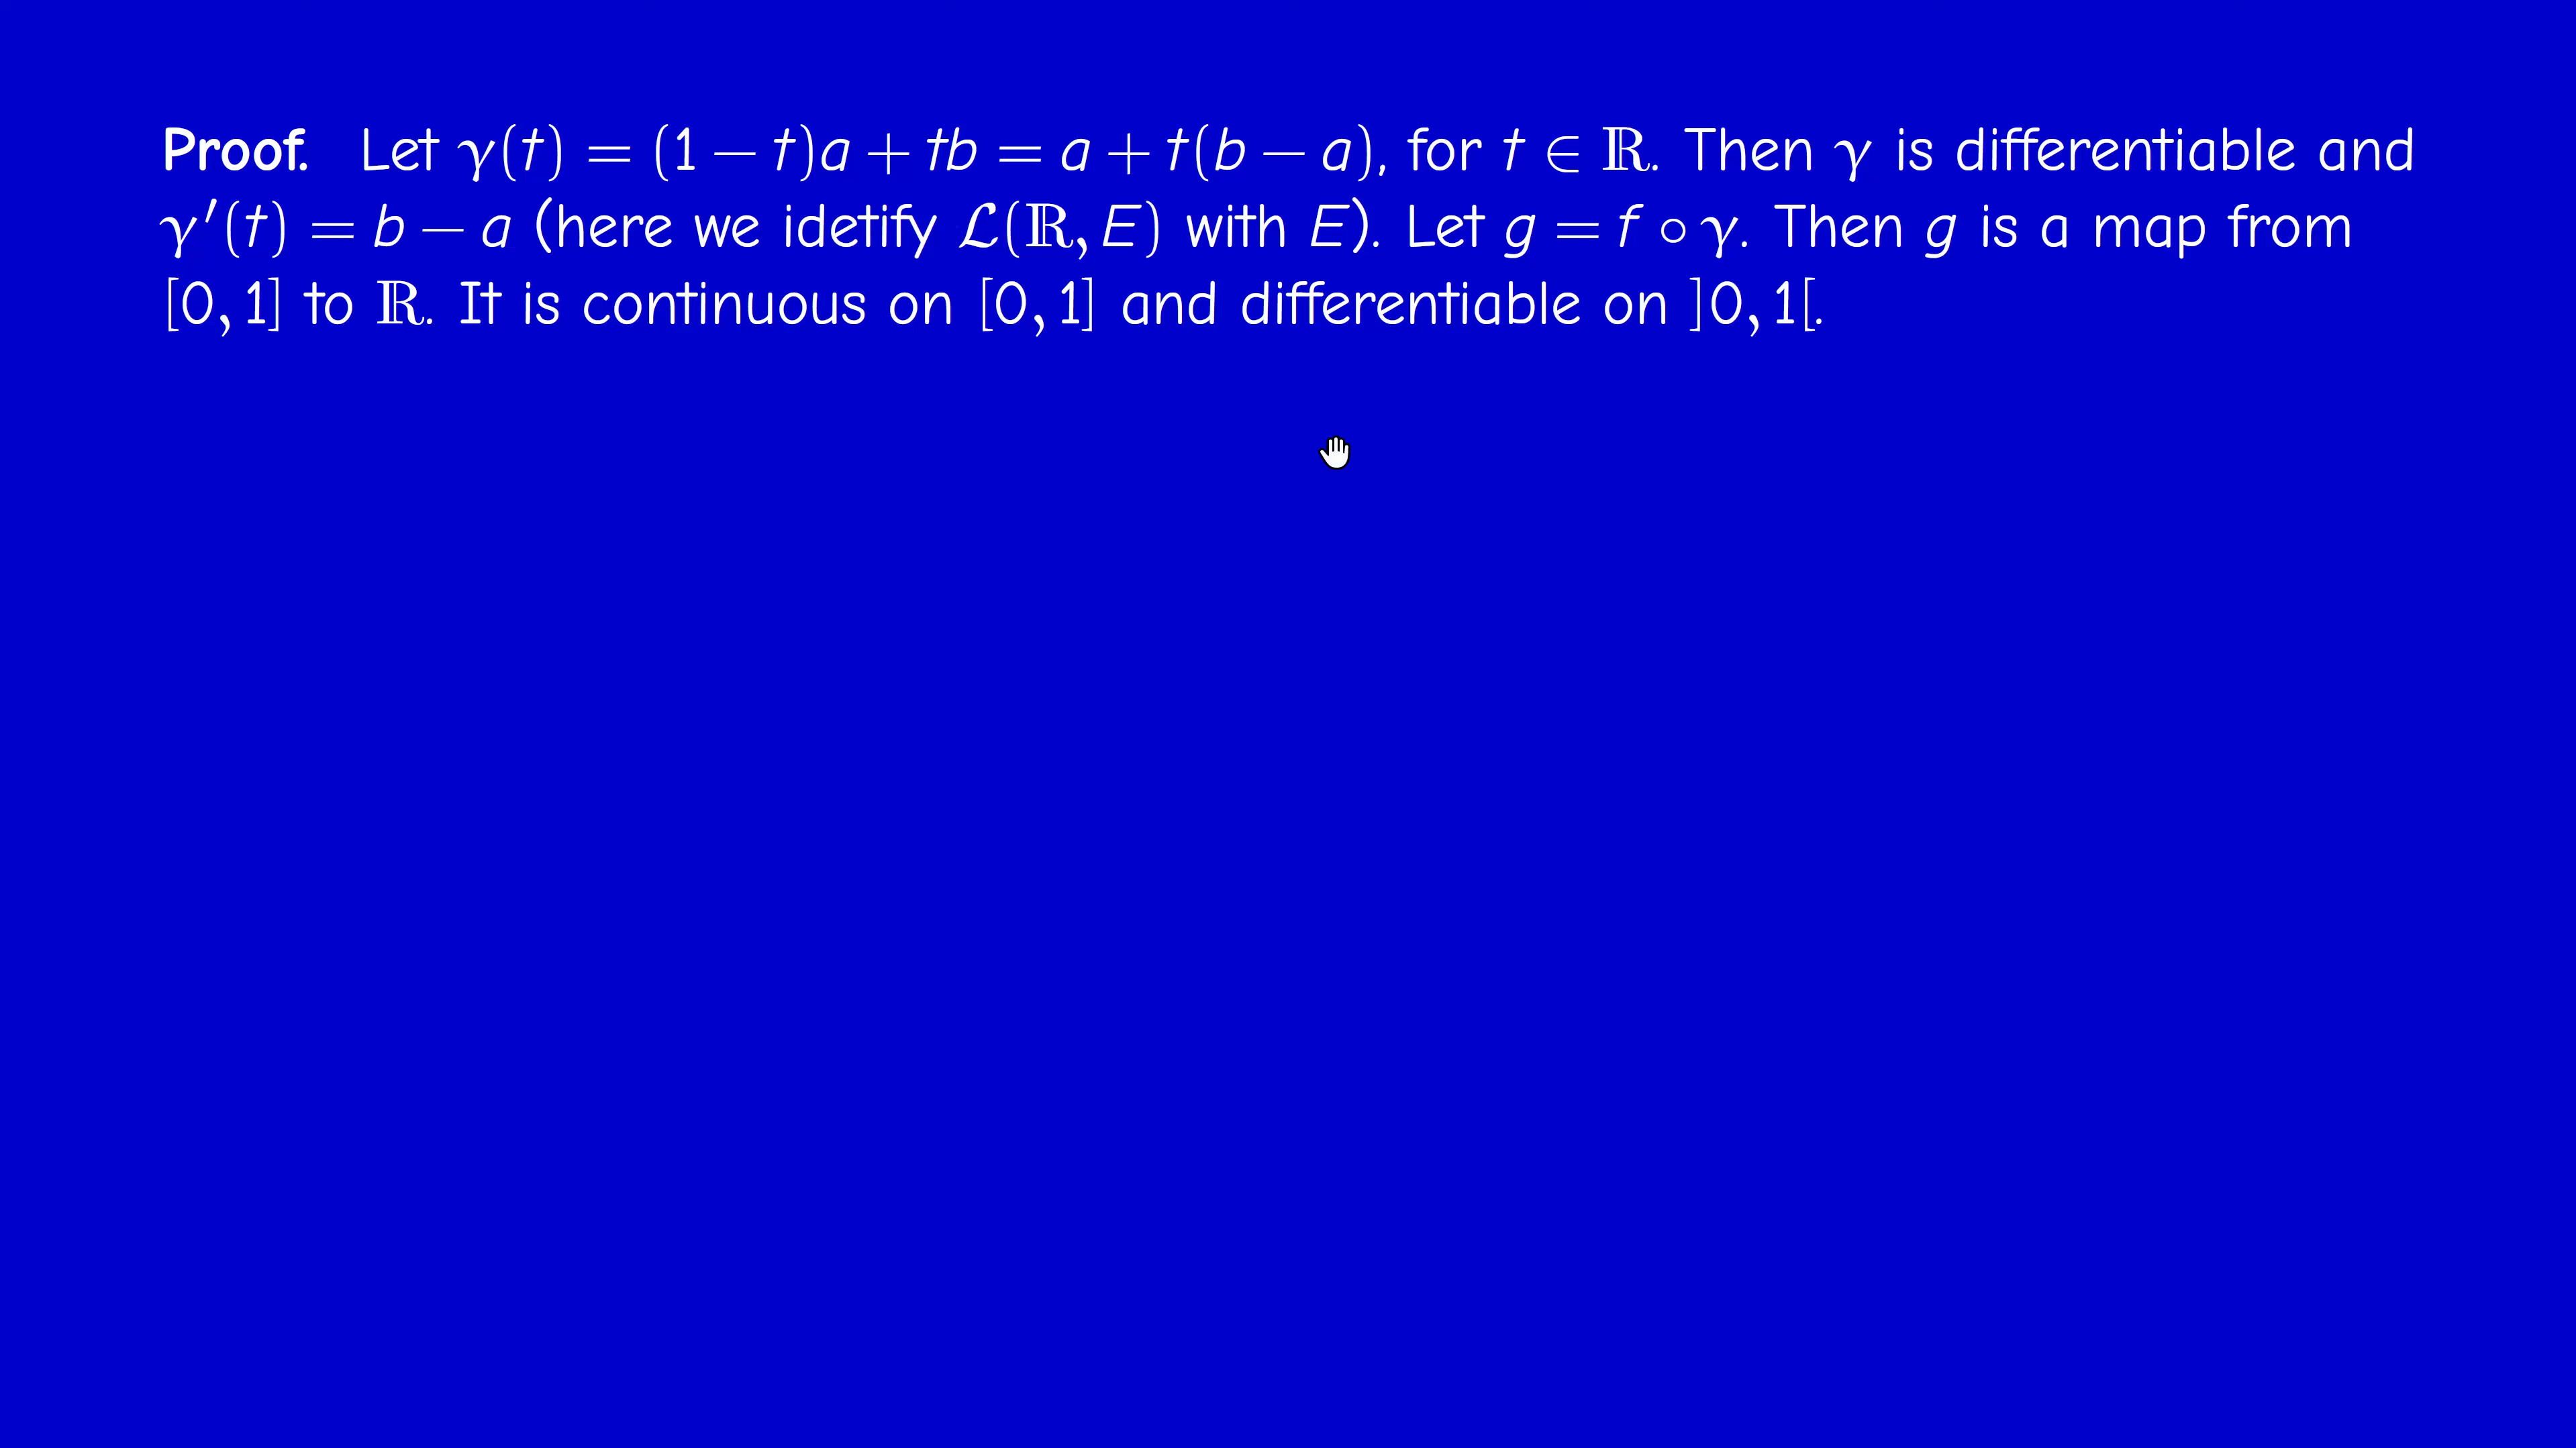 Proof. Let γ(t) = (1 − t)a + tb = a + t(b − a), for t ∈ ℝ. Then γ is differentiable and
γ′(t) = b − a (here we idetify ℒ(ℝ, E) with E). Let g = f ∘ γ. Then g is a map from
[0, 1] to ℝ. It is continuous on [0, 1] and differentiable on ]0, 1[.